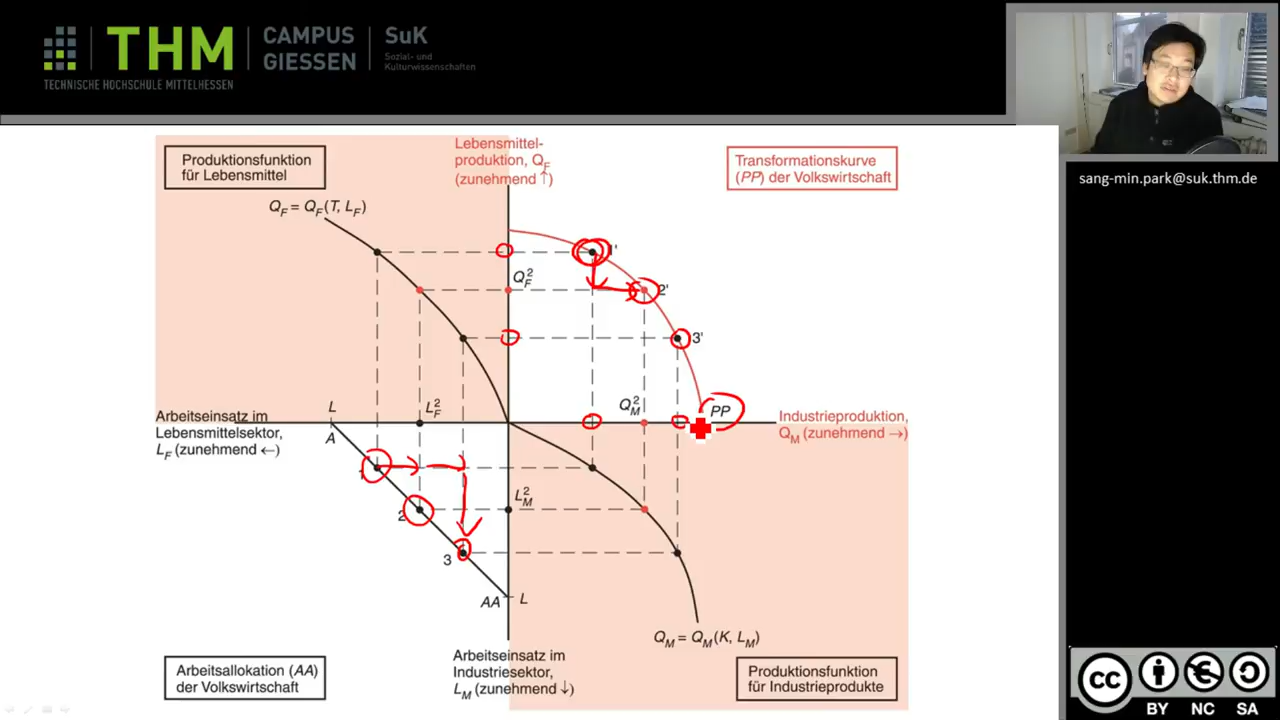 THM
CAMPUS
GIESSEN
SuK
Sozial- und
Kulturwissenschaften
TECHNISCHE HOCHSCHULE MITTELHESSEN
sang-min.park@suk.thm.de
Produktionsfunktion
für Lebensmittel
Lebensmittel-
produktion, Q_F
(zunehmend ↑)
Transformationskurve
(PP) der Volkswirtschaft
Q_F = Q_F(T, L_F)
1'
Q_F^2
2'
3'
L
L_F^2
Q_M^2
PP
Arbeitseinsatz im
Lebensmittelsektor,
L_F (zunehmend ←)
A
Industrieproduktion,
Q_M (zunehmend →)
1
L_M^2
2
3
AA
L
Q_M = Q_M(K, L_M)
Arbeitsallokation (AA)
der Volkswirtschaft
Arbeitseinsatz im
Industriesektor,
L_M (zunehmend ↓)
Produktionsfunktion
für Industrieprodukte
cc
BY NC SA